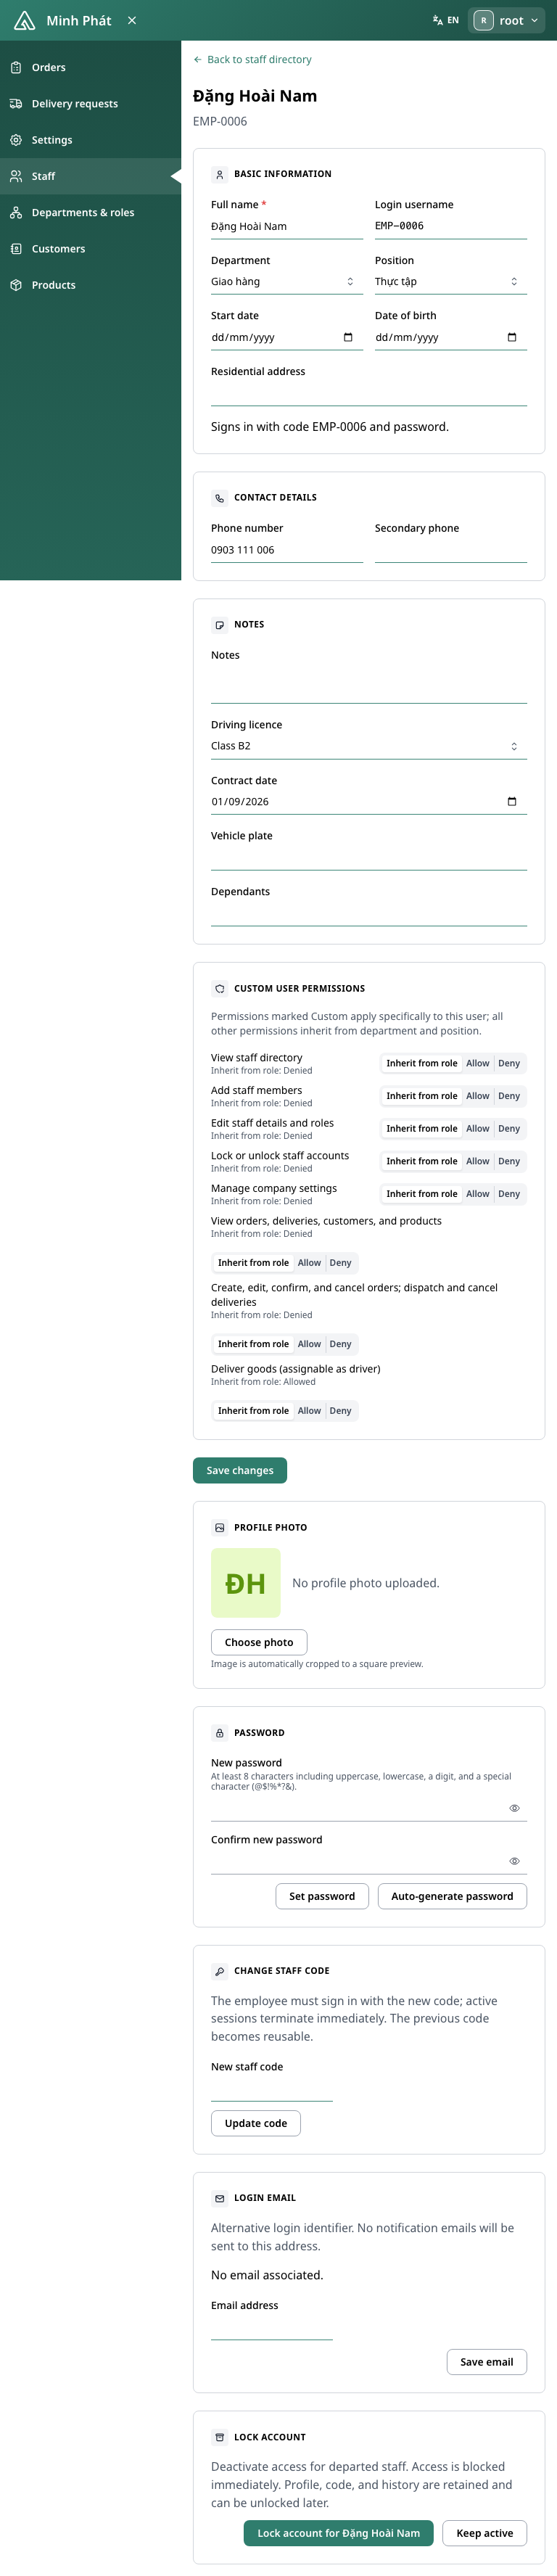 Minh Phát
EN
R
root
Orders
Delivery requests
Settings
Staff
Departments & roles
Customers
Products
Back to staff directory
Đặng Hoài Nam
EMP-0006
BASIC INFORMATION
Full name *
Login username
Đặng Hoài Nam
EMP-0006
Department
Position
Giao hàng
Thực tập
Start date
Date of birth
dd/mm/yyyy
dd/mm/yyyy
Residential address
Signs in with code EMP-0006 and password.
CONTACT DETAILS
Phone number
Secondary phone
0903 111 006
NOTES
Notes
Driving licence
Class B2
Contract date
01/09/2026
Vehicle plate
Dependants
CUSTOM USER PERMISSIONS
Permissions marked Custom apply specifically to this user; all
other permissions inherit from department and position.
View staff directory
Inherit from role: Denied
Inherit from role Allow Deny
Add staff members
Inherit from role: Denied
Inherit from role Allow Deny
Edit staff details and roles
Inherit from role: Denied
Inherit from role Allow Deny
Lock or unlock staff accounts
Inherit from role: Denied
Inherit from role Allow Deny
Manage company settings
Inherit from role: Denied
Inherit from role Allow Deny
View orders, deliveries, customers, and products
Inherit from role: Denied
Inherit from role Allow Deny
Create, edit, confirm, and cancel orders; dispatch and cancel
deliveries
Inherit from role: Denied
Inherit from role Allow Deny
Deliver goods (assignable as driver)
Inherit from role: Allowed
Inherit from role Allow Deny
Save changes
PROFILE PHOTO
ĐH
No profile photo uploaded.
Choose photo
Image is automatically cropped to a square preview.
PASSWORD
New password
At least 8 characters including uppercase, lowercase, a digit, and a special
character (@$!%*?&).
Confirm new password
Set password
Auto-generate password
CHANGE STAFF CODE
The employee must sign in with the new code; active
sessions terminate immediately. The previous code
becomes reusable.
New staff code
Update code
LOGIN EMAIL
Alternative login identifier. No notification emails will be
sent to this address.
No email associated.
Email address
Save email
LOCK ACCOUNT
Deactivate access for departed staff. Access is blocked
immediately. Profile, code, and history are retained and
can be unlocked later.
Lock account for Đặng Hoài Nam
Keep active